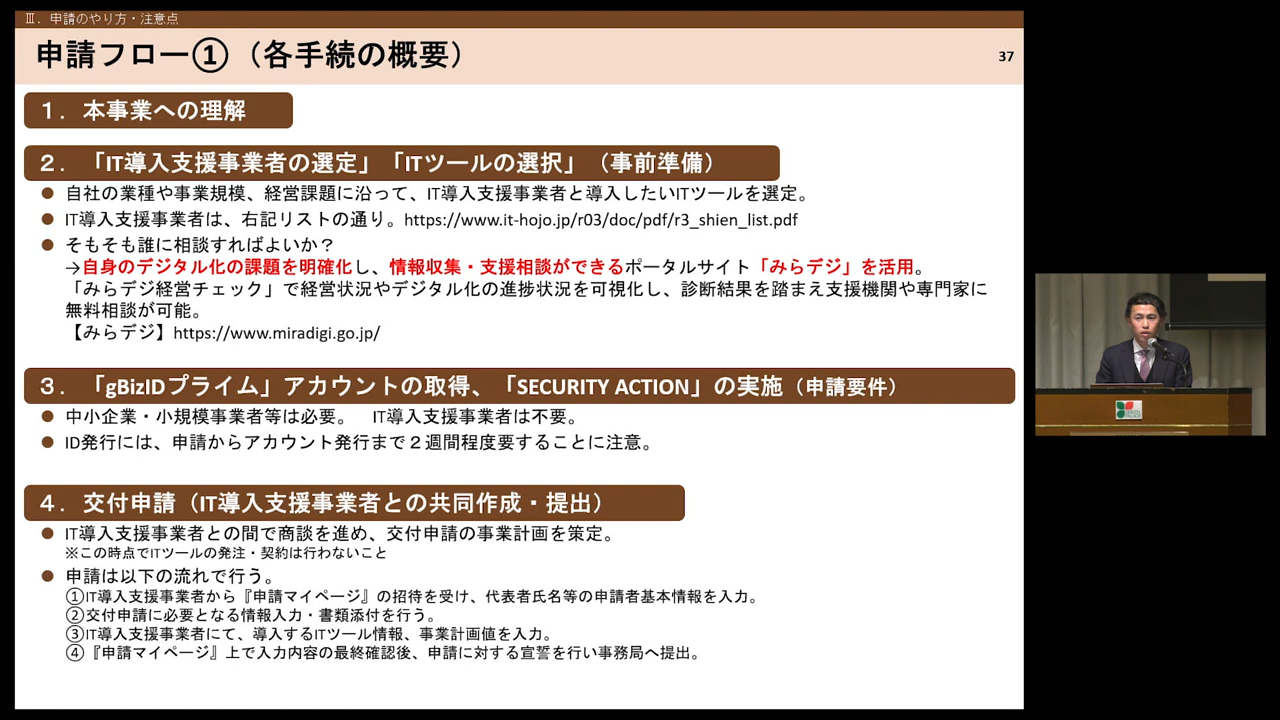 Ⅲ．申請のやり方・注意点
申請フロー①（各手続の概要）
37
１．本事業への理解
２．「IT導入支援事業者の選定」「ITツールの選択」（事前準備）
● 自社の業種や事業規模、経営課題に沿って、IT導入支援事業者と導入したいITツールを選定。
● IT導入支援事業者は、右記リストの通り。https://www.it-hojo.jp/r03/doc/pdf/r3_shien_list.pdf
● そもそも誰に相談すればよいか？
→自身のデジタル化の課題を明確化し、情報収集・支援相談ができるポータルサイト「みらデジ」を活用。
「みらデジ経営チェック」で経営状況やデジタル化の進捗状況を可視化し、診断結果を踏まえ支援機関や専門家に
無料相談が可能。
【みらデジ】https://www.miradigi.go.jp/
３．「gBizIDプライム」アカウントの取得、「SECURITY ACTION」の実施（申請要件）
● 中小企業・小規模事業者等は必要。　IT導入支援事業者は不要。
● ID発行には、申請からアカウント発行まで２週間程度要することに注意。
４．交付申請（IT導入支援事業者との共同作成・提出）
● IT導入支援事業者との間で商談を進め、交付申請の事業計画を策定。
※この時点でITツールの発注・契約は行わないこと
● 申請は以下の流れで行う。
①IT導入支援事業者から『申請マイページ』の招待を受け、代表者氏名等の申請者基本情報を入力。
②交付申請に必要となる情報入力・書類添付を行う。
③IT導入支援事業者にて、導入するITツール情報、事業計画値を入力。
④『申請マイページ』上で入力内容の最終確認後、申請に対する宣誓を行い事務局へ提出。